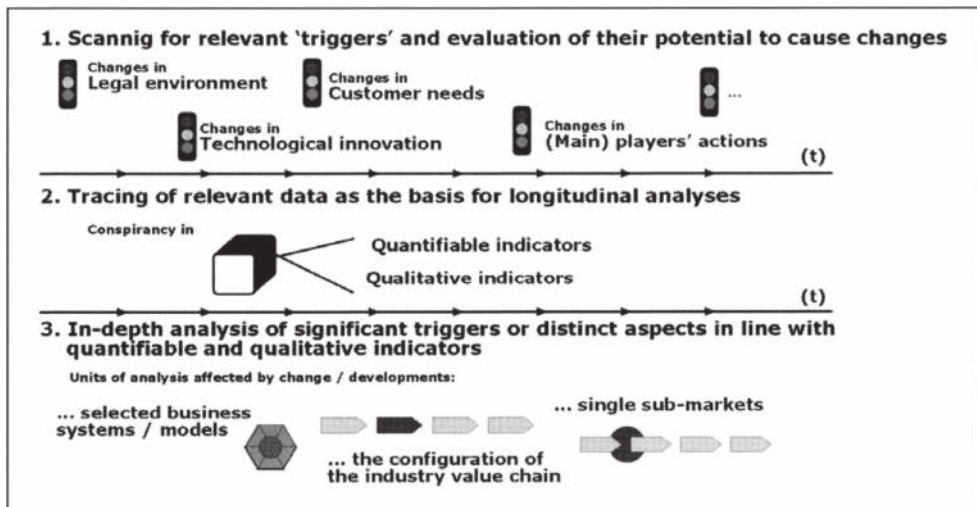 1. Scannig for relevant ‘triggers’ and evaluation of their potential to cause changes
Changes in
Legal environment
Changes in
Customer needs
...
Changes in
Technological innovation
Changes in
(Main) players’ actions
(t)
2. Tracing of relevant data as the basis for longitudinal analyses
Conspirancy in
Quantifiable indicators
Qualitative indicators
(t)
3. In-depth analysis of significant triggers or distinct aspects in line with
quantifiable and qualitative indicators
Units of analysis affected by change / developments:
... selected business
systems / models
... single sub-markets
... the configuration of
the industry value chain